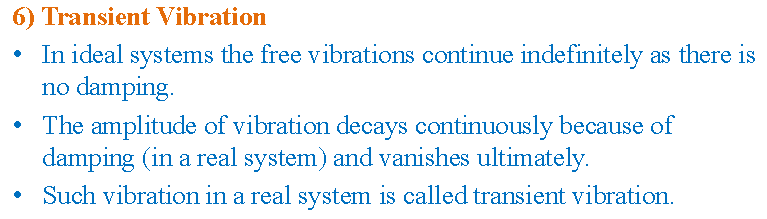 6) Transient Vibration
• In ideal systems the free vibrations continue indefinitely as there is
no damping.
• The amplitude of vibration decays continuously because of
damping (in a real system) and vanishes ultimately.
• Such vibration in a real system is called transient vibration.